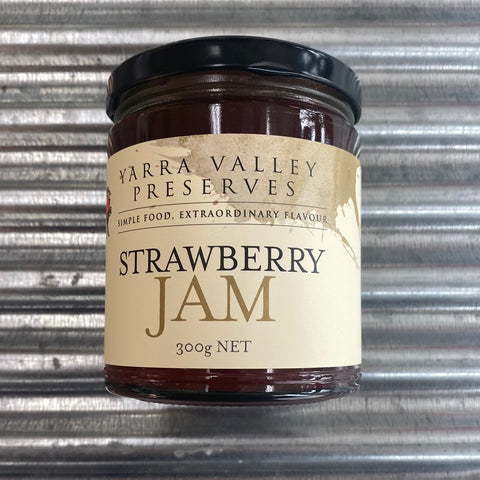 YARRA VALLEY
PRESERVES
SIMPLE FOOD, EXTRAORDINARY FLAVOUR
STRAWBERRY
JAM
300g NET